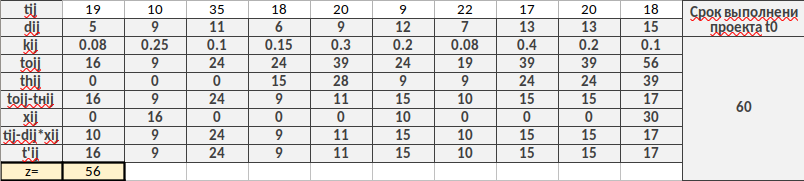 tij 19 10 35 18 20 9 22 17 20 18 Срок выполнени
dij 5 9 11 6 9 12 7 13 13 15 проекта t0
kij 0.08 0.25 0.1 0.15 0.3 0.2 0.08 0.4 0.2 0.1
toij 16 9 24 24 39 24 19 39 39 56
thij 0 0 0 15 28 9 9 24 24 39
toij-tнij 16 9 24 9 11 15 10 15 15 17 60
xij 0 16 0 0 0 10 0 0 0 30
tij-dij*xij 10 9 24 9 11 15 10 15 15 17
t'ij 16 9 24 9 11 15 10 15 15 17
z= 56